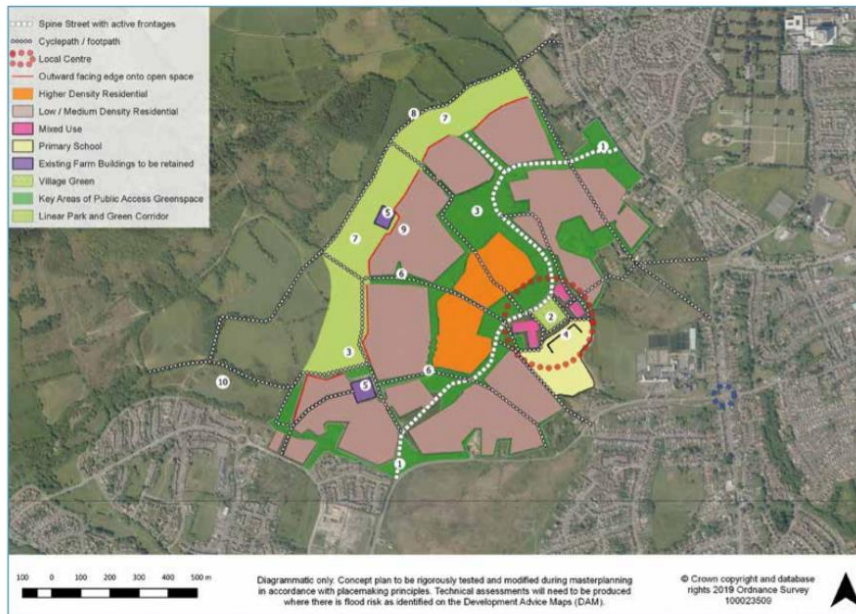 Spine Street with active frontages
Cyclepath / footpath
Local Centre
Outward facing edge onto open space
Higher Density Residential
Low / Medium Density Residential
Mixed Use
Primary School
Existing Farm Buildings to be retained
Village Green
Key Areas of Public Access Greenspace
Linear Park and Green Corridor
8
7
1
3
5
9
7
6
2
4
3
6
10
5
1
100 0 100 200 300 400 500 m
Diagrammatic only. Concept plan to be rigorously tested and modified during masterplanning
in accordance with placemaking principles. Technical assessments will need to be produced
where there is flood risk as identified on the Development Advice Maps (DAM).
© Crown copyright and database
rights 2019 Ordnance Survey
100023509